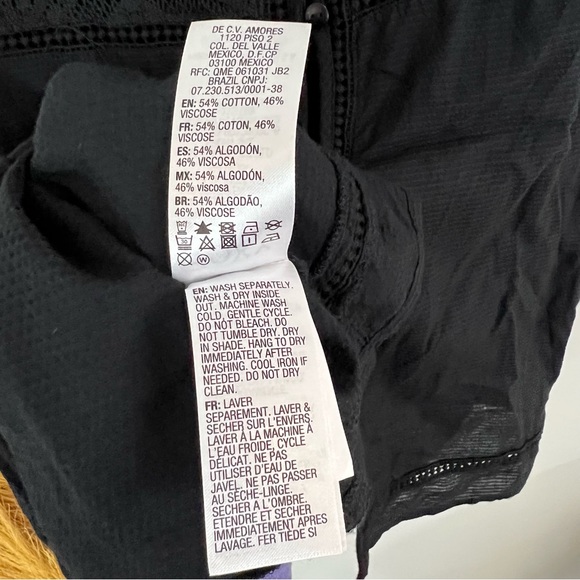 DE C.V. AMORES
1120 PISO 2
COL. DEL VALLE
MEXICO, D.F.CP
03100 MEXICO
RFC: QME 061031 JB2
BRAZIL CNPJ:
07.230.513/0001-38
EN: 54% COTTON, 46%
VISCOSE
FR: 54% COTON, 46%
VISCOSE
ES: 54% ALGODÓN,
46% VISCOSA
MX: 54% ALGODÓN,
46% viscosa
BR: 54% ALGODÃO,
46% VISCOSE
W
EN: WASH SEPARATELY.
WASH & DRY INSIDE
OUT. MACHINE WASH
COLD, GENTLE CYCLE.
DO NOT BLEACH. DO
NOT TUMBLE DRY. DRY
IN SHADE. HANG TO DRY
IMMEDIATELY AFTER
WASHING. COOL IRON IF
NEEDED. DO NOT DRY
CLEAN.
FR: LAVER
SEPAREMENT. LAVER &
SECHER SUR L'ENVERS.
LAVER À LA MACHINE À
L'EAU FROIDE, CYCLE
DÉLICAT. NE PAS
UTILISER D'EAU DE
JAVEL. NE PAS PASSER
AU SÈCHE-LINGE.
SÉCHER A L'OMBRE.
ETENDRE ET SECHER
IMMEDIATEMENT APRES
LAVAGE. FER TIÈDE SI